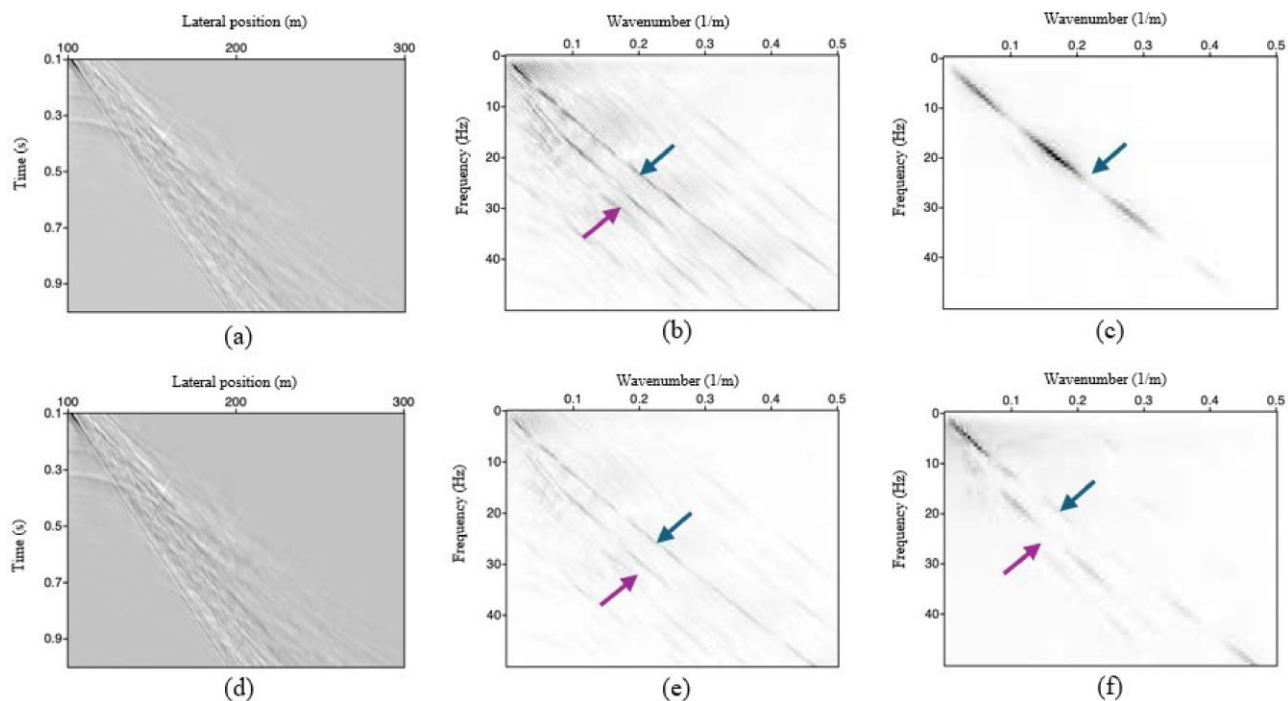 Lateral position (m)
100 200 300
0.1
0.3
0.5
0.7
0.9
Time (s)
(a)
Wavenumber (1/m)
0.1 0.2 0.3 0.4 0.5
0
10
20
30
40
Frequency (Hz)
(b)
Wavenumber (1/m)
0.1 0.2 0.3 0.4 0.5
0
10
20
30
40
Frequency (Hz)
(c)
Lateral position (m)
100 200 300
0.1
0.3
0.5
0.7
0.9
Time (s)
(d)
Wavenumber (1/m)
0.1 0.2 0.3 0.4 0.5
0
10
20
30
40
Frequency (Hz)
(e)
Wavenumber (1/m)
0.1 0.2 0.3 0.4 0.5
0
10
20
30
40
Frequency (Hz)
(f)